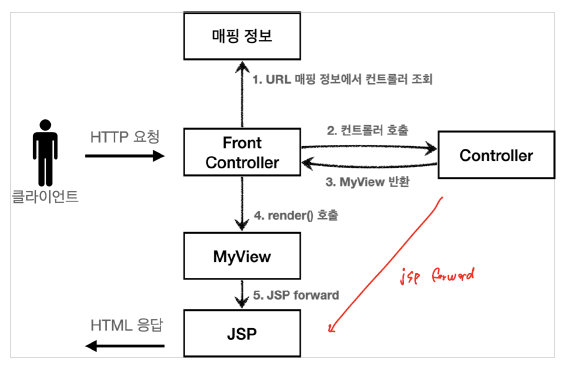 매핑 정보
1. URL 매핑 정보에서 컨트롤러 조회
HTTP 요청
Front
Controller
2. 컨트롤러 호출
3. MyView 반환
Controller
클라이언트
4. render() 호출
MyView
jsp forward
5. JSP forward
HTML 응답
JSP